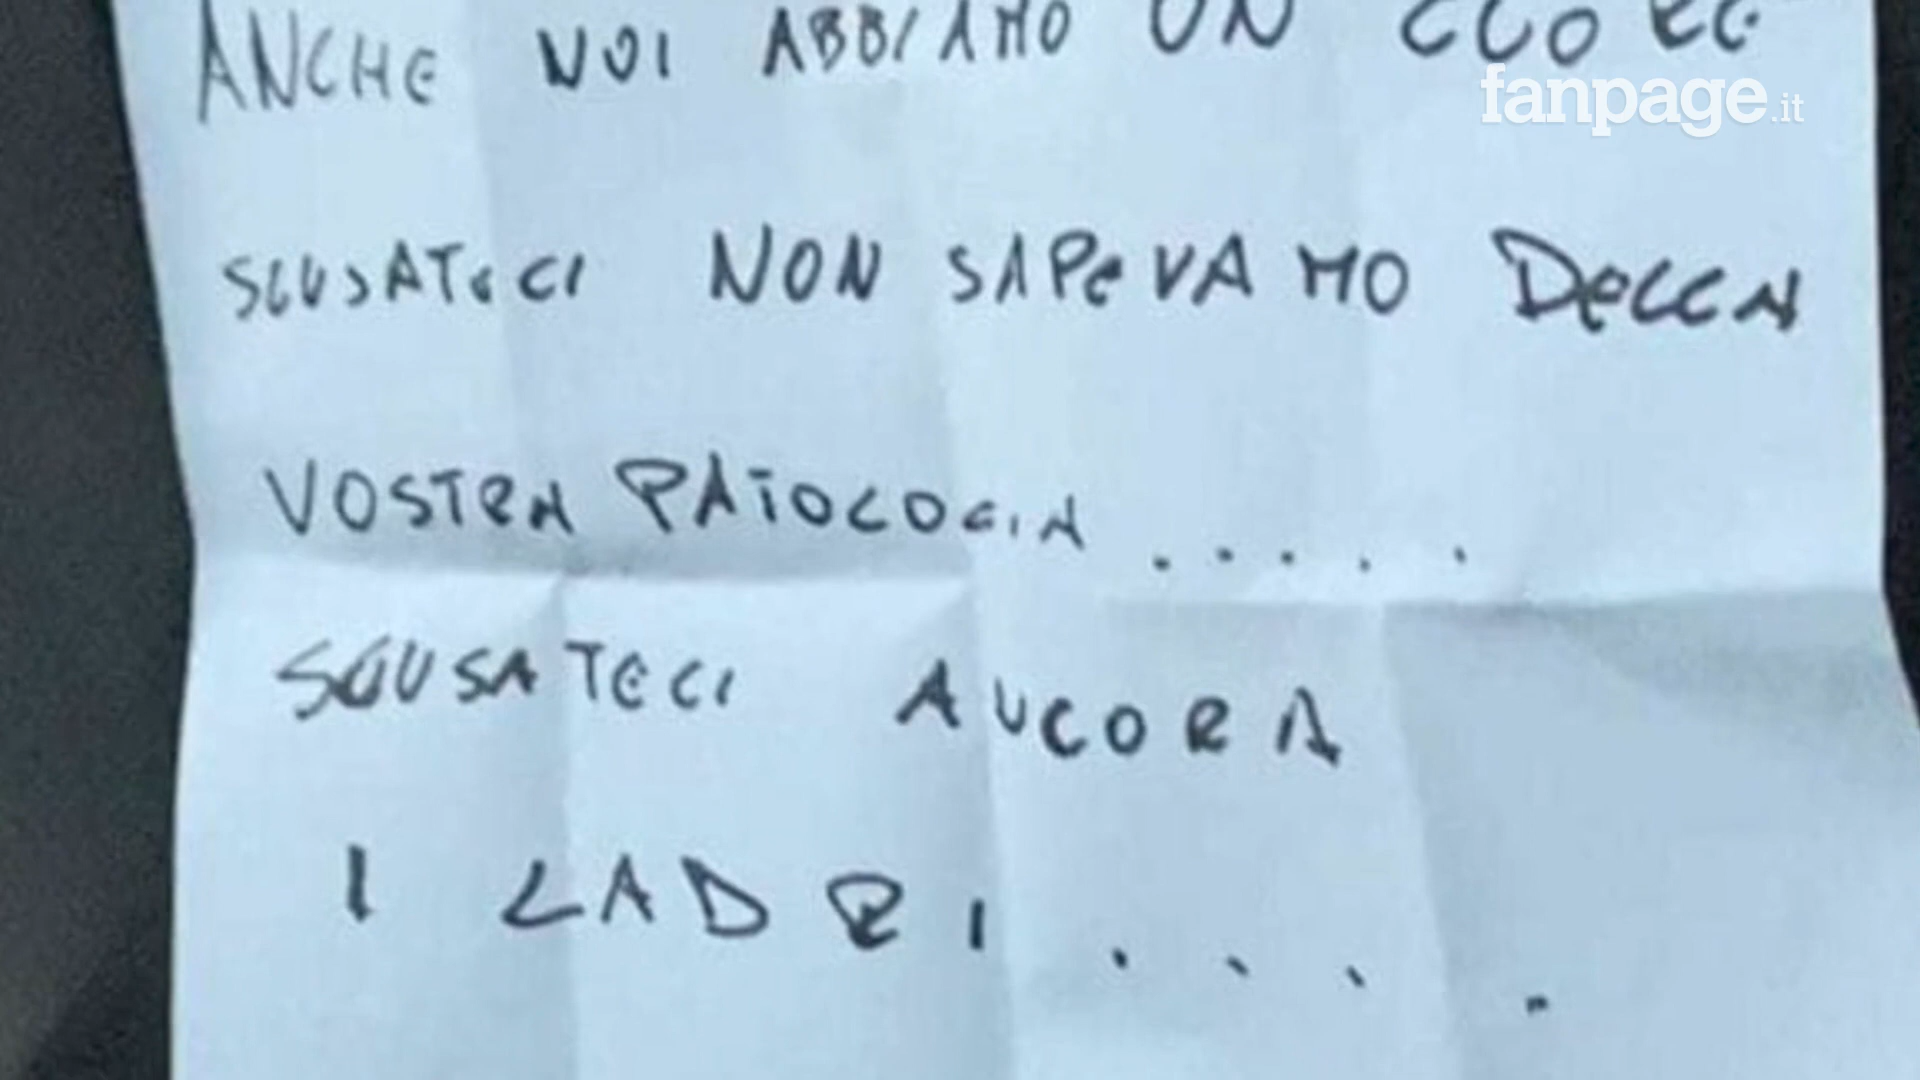 ANCHE NOI ABBIAMO UN CUORE
fanpage.it
SCUSATECI NON SAPEVAMO DELLA
VOSTRA PATOLOGIA .....
SCUSATECI ANCORA
I LADRI ....